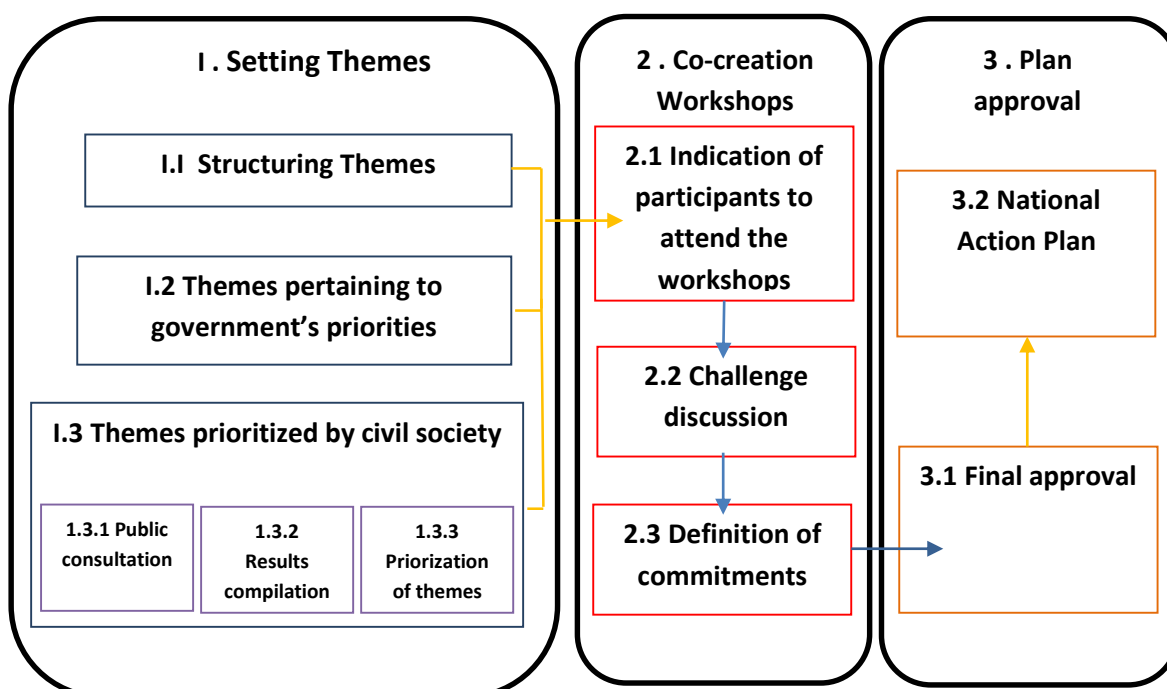 I . Setting Themes
I.I Structuring Themes
I.2 Themes pertaining to
government’s priorities
I.3 Themes prioritized by civil society
1.3.1 Public
consultation
1.3.2
Results
compilation
1.3.3
Priorization
of themes
2 . Co-creation
Workshops
2.1 Indication of
participants to
attend the
workshops
2.2 Challenge
discussion
2.3 Definition of
commitments
3 . Plan
approval
3.2 National
Action Plan
3.1 Final approval